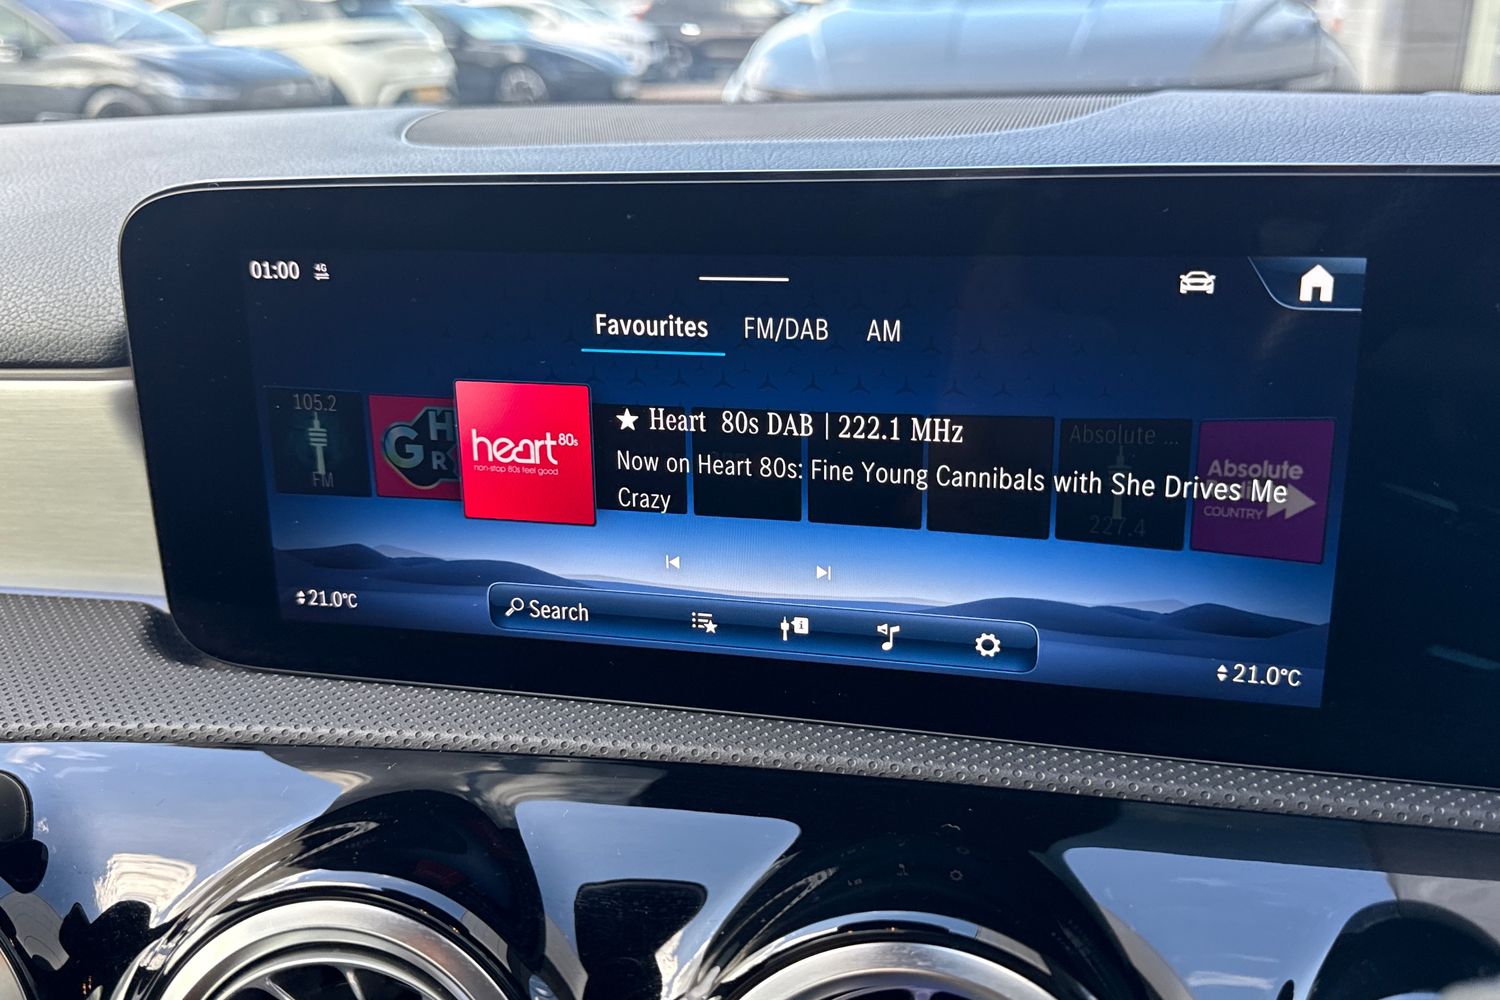 01:00 4G
Favourites FM/DAB AM
105.2
FM
G
H
R
heart 80s
non-stop 80s feel good
★ Heart 80s DAB | 222.1 MHz
Now on Heart 80s: Fine Young Cannibals with She Drives Me
Crazy
Absolute ...
227.4
Absolute
COUNTRY
21.0°C
Search
21.0°C